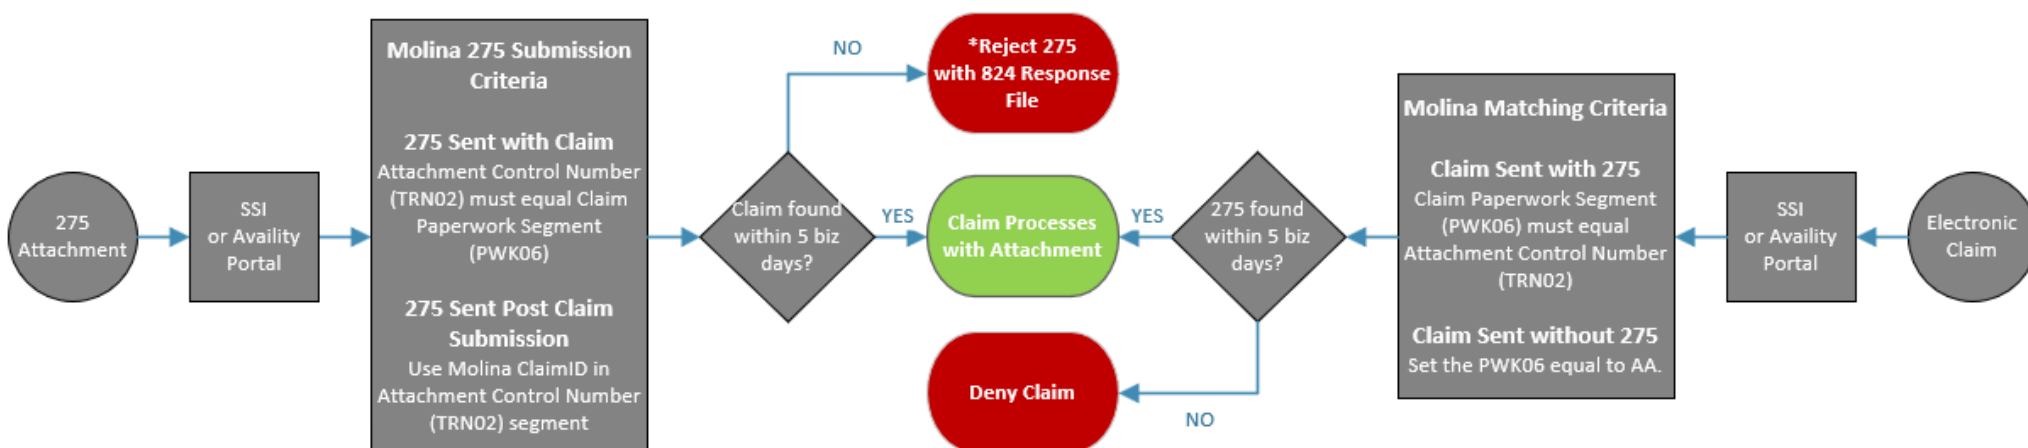 275
Attachment
SSI
or Availity
Portal
Molina 275 Submission
Criteria
275 Sent with Claim
Attachment Control Number
(TRN02) must equal Claim
Paperwork Segment
(PWK06)
275 Sent Post Claim
Submission
Use Molina ClaimID in
Attachment Control Number
(TRN02) segment
Claim found
within 5 biz
days?
NO
YES
*Reject 275
with 824 Response
File
Claim Processes
with Attachment
Deny Claim
YES
NO
275 found
within 5 biz
days?
Molina Matching Criteria
Claim Sent with 275
Claim Paperwork Segment
(PWK06) must equal
Attachment Control Number
(TRN02)
Claim Sent without 275
Set the PWK06 equal to AA.
SSI
or Availity
Portal
Electronic
Claim